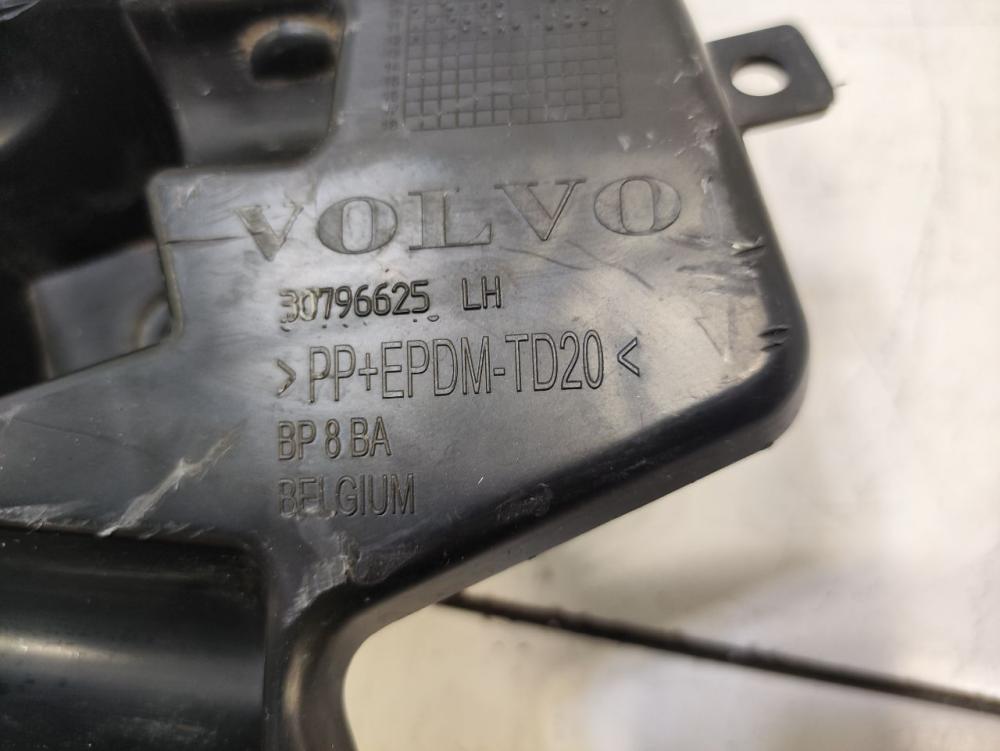 VOLVO
30796625 LH
>PP+EPDM-TD20<
BP 8 BA
BELGIUM